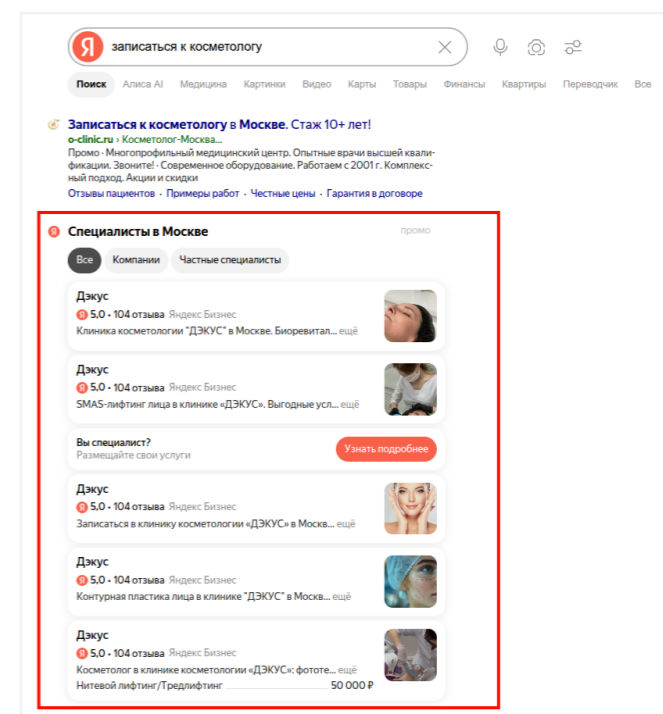 Я записаться к косметологу
Поиск Алиса AI Медицина Картинки Видео Карты Товары Финансы Квартиры Переводчик Все
Записаться к косметологу в Москве. Стаж 10+ лет!
o-clinic.ru › Косметолог-Москва...
Промо · Многопрофильный медицинский центр. Опытные врачи высшей квали-
фикации. Звоните! · Современное оборудование. Работаем с 2001 г. Комплекс-
ный подход. Акции и скидки
Отзывы пациентов · Примеры работ · Честные цены · Гарантия в договоре
Я Специалисты в Москве промо
Все Компании Частные специалисты
Дэкус
Я 5,0 • 104 отзыва Яндекс Бизнес
Клиника косметологии "ДЭКУС" в Москве. Биоревитал... ещё
Дэкус
Я 5,0 • 104 отзыва Яндекс Бизнес
SMAS-лифтинг лица в клинике «ДЭКУС». Выгодные усл... ещё
Вы специалист?
Размещайте свои услуги
Узнать подробнее
Дэкус
Я 5,0 • 104 отзыва Яндекс Бизнес
Записаться в клинику косметологии «ДЭКУС» в Москв... ещё
Дэкус
Я 5,0 • 104 отзыва Яндекс Бизнес
Контурная пластика лица в клинике "ДЭКУС" в Москв... ещё
Дэкус
Я 5,0 • 104 отзыва Яндекс Бизнес
Косметолог в клинике косметологии «ДЭКУС»: фототе... ещё
Нитевой лифтинг/Тредлифтинг 50 000 ₽